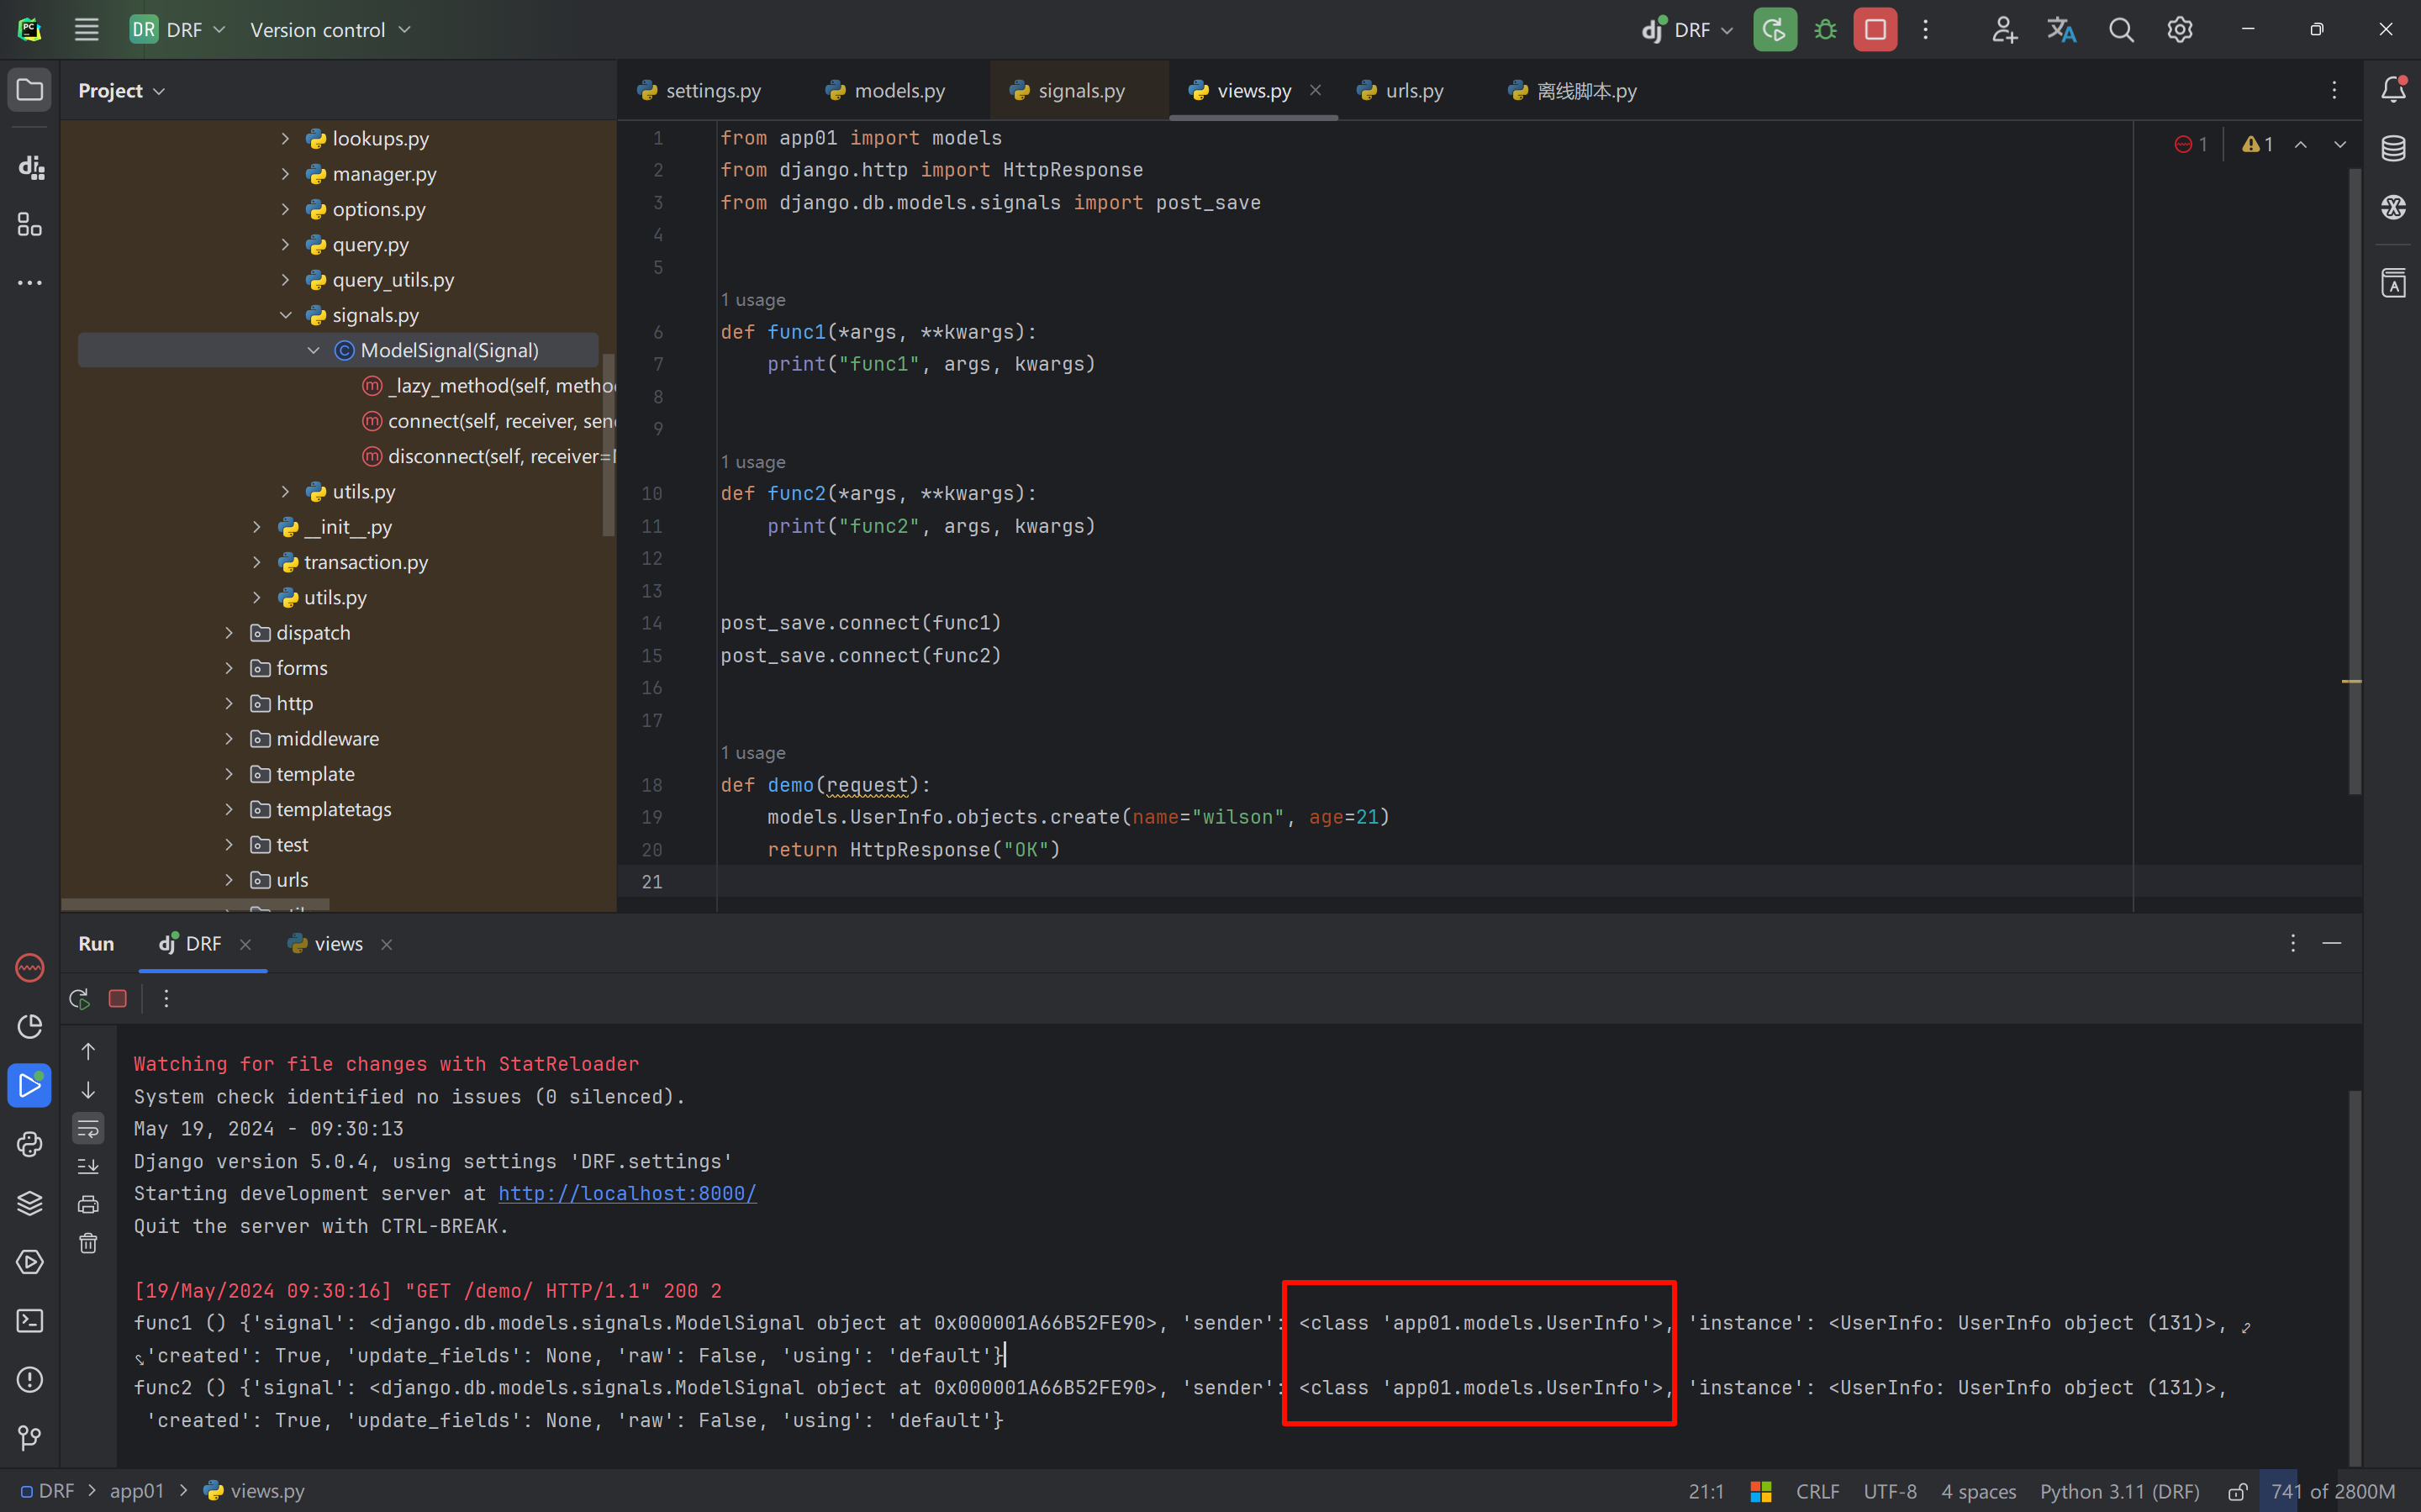 DR DRF Version control DRF
Project
settings.py models.py signals.py views.py urls.py 离线脚本.py
lookups.py
manager.py
options.py
query.py
query_utils.py
signals.py
ModelSignal(Signal)
_lazy_method(self, metho
connect(self, receiver, sen
disconnect(self, receiver=
utils.py
__init__.py
transaction.py
utils.py
dispatch
forms
http
middleware
template
templatetags
test
urls
1 1
1 from app01 import models
2 from django.http import HttpResponse
3 from django.db.models.signals import post_save
4
5
1 usage
6 def func1(*args, **kwargs):
7 print("func1", args, kwargs)
8
9
1 usage
10 def func2(*args, **kwargs):
11 print("func2", args, kwargs)
12
13
14 post_save.connect(func1)
15 post_save.connect(func2)
16
17
1 usage
18 def demo(request):
19 models.UserInfo.objects.create(name="wilson", age=21)
20 return HttpResponse("OK")
21
Run DRF views
Watching for file changes with StatReloader
System check identified no issues (0 silenced).
May 19, 2024 - 09:30:13
Django version 5.0.4, using settings 'DRF.settings'
Starting development server at http://localhost:8000/
Quit the server with CTRL-BREAK.
[19/May/2024 09:30:16] "GET /demo/ HTTP/1.1" 200 2
func1 () {'signal': <django.db.models.signals.ModelSignal object at 0x000001A66B52FE90>, 'sender': <class 'app01.models.UserInfo'>, 'instance': <UserInfo: UserInfo object (131)>,
'created': True, 'update_fields': None, 'raw': False, 'using': 'default'}
func2 () {'signal': <django.db.models.signals.ModelSignal object at 0x000001A66B52FE90>, 'sender': <class 'app01.models.UserInfo'>, 'instance': <UserInfo: UserInfo object (131)>,
'created': True, 'update_fields': None, 'raw': False, 'using': 'default'}
DRF > app01 > views.py 21:1 CRLF UTF-8 4 spaces Python 3.11 (DRF) 741 of 2800M